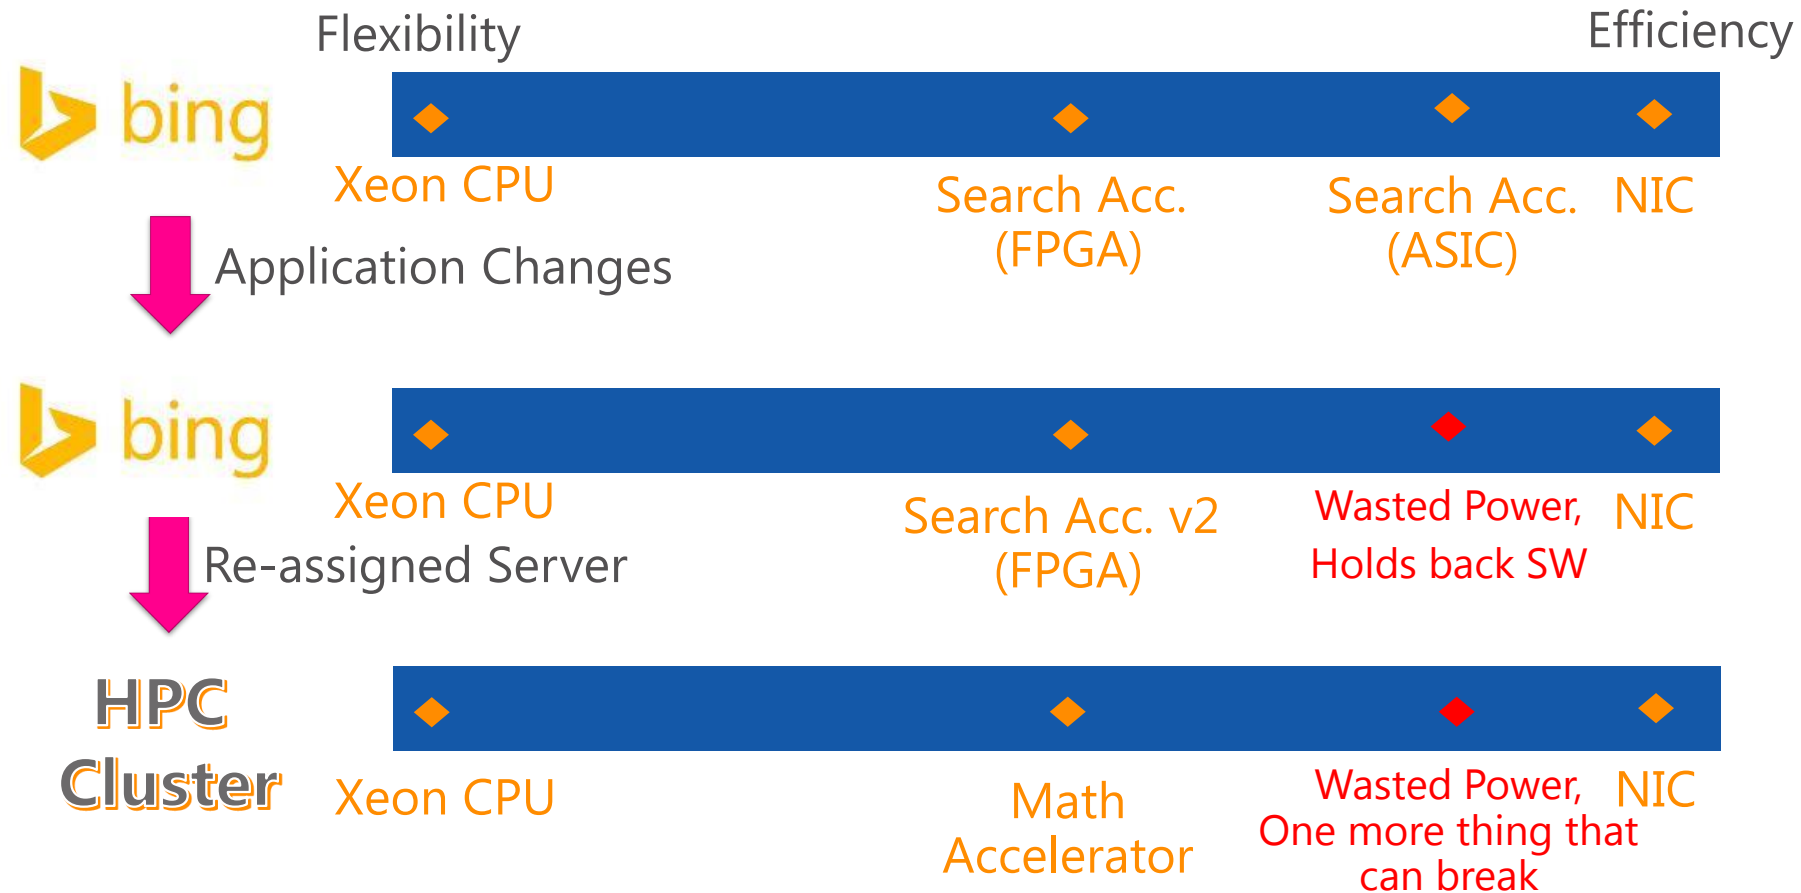 Flexibility
Efficiency
bing
Xeon CPU
Search Acc.
(FPGA)
Search Acc.
(ASIC)
NIC
Application Changes
bing
Xeon CPU
Search Acc. v2
(FPGA)
Wasted Power,
Holds back SW
NIC
Re-assigned Server
HPC
Cluster
Xeon CPU
Math
Accelerator
Wasted Power,
One more thing that
can break
NIC